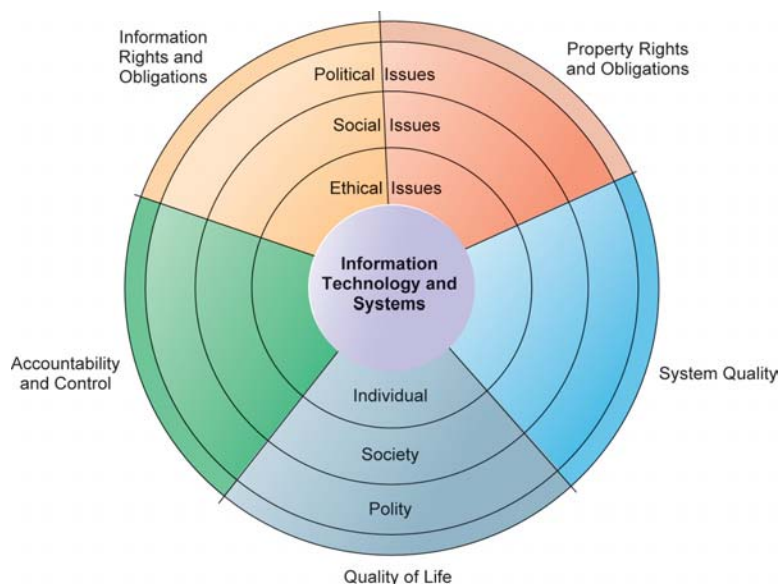 Information
Rights and
Obligations
Property Rights
and Obligations
Political Issues
Social Issues
Ethical Issues
Information
Technology and
Systems
Accountability
and Control
System Quality
Individual
Society
Polity
Quality of Life